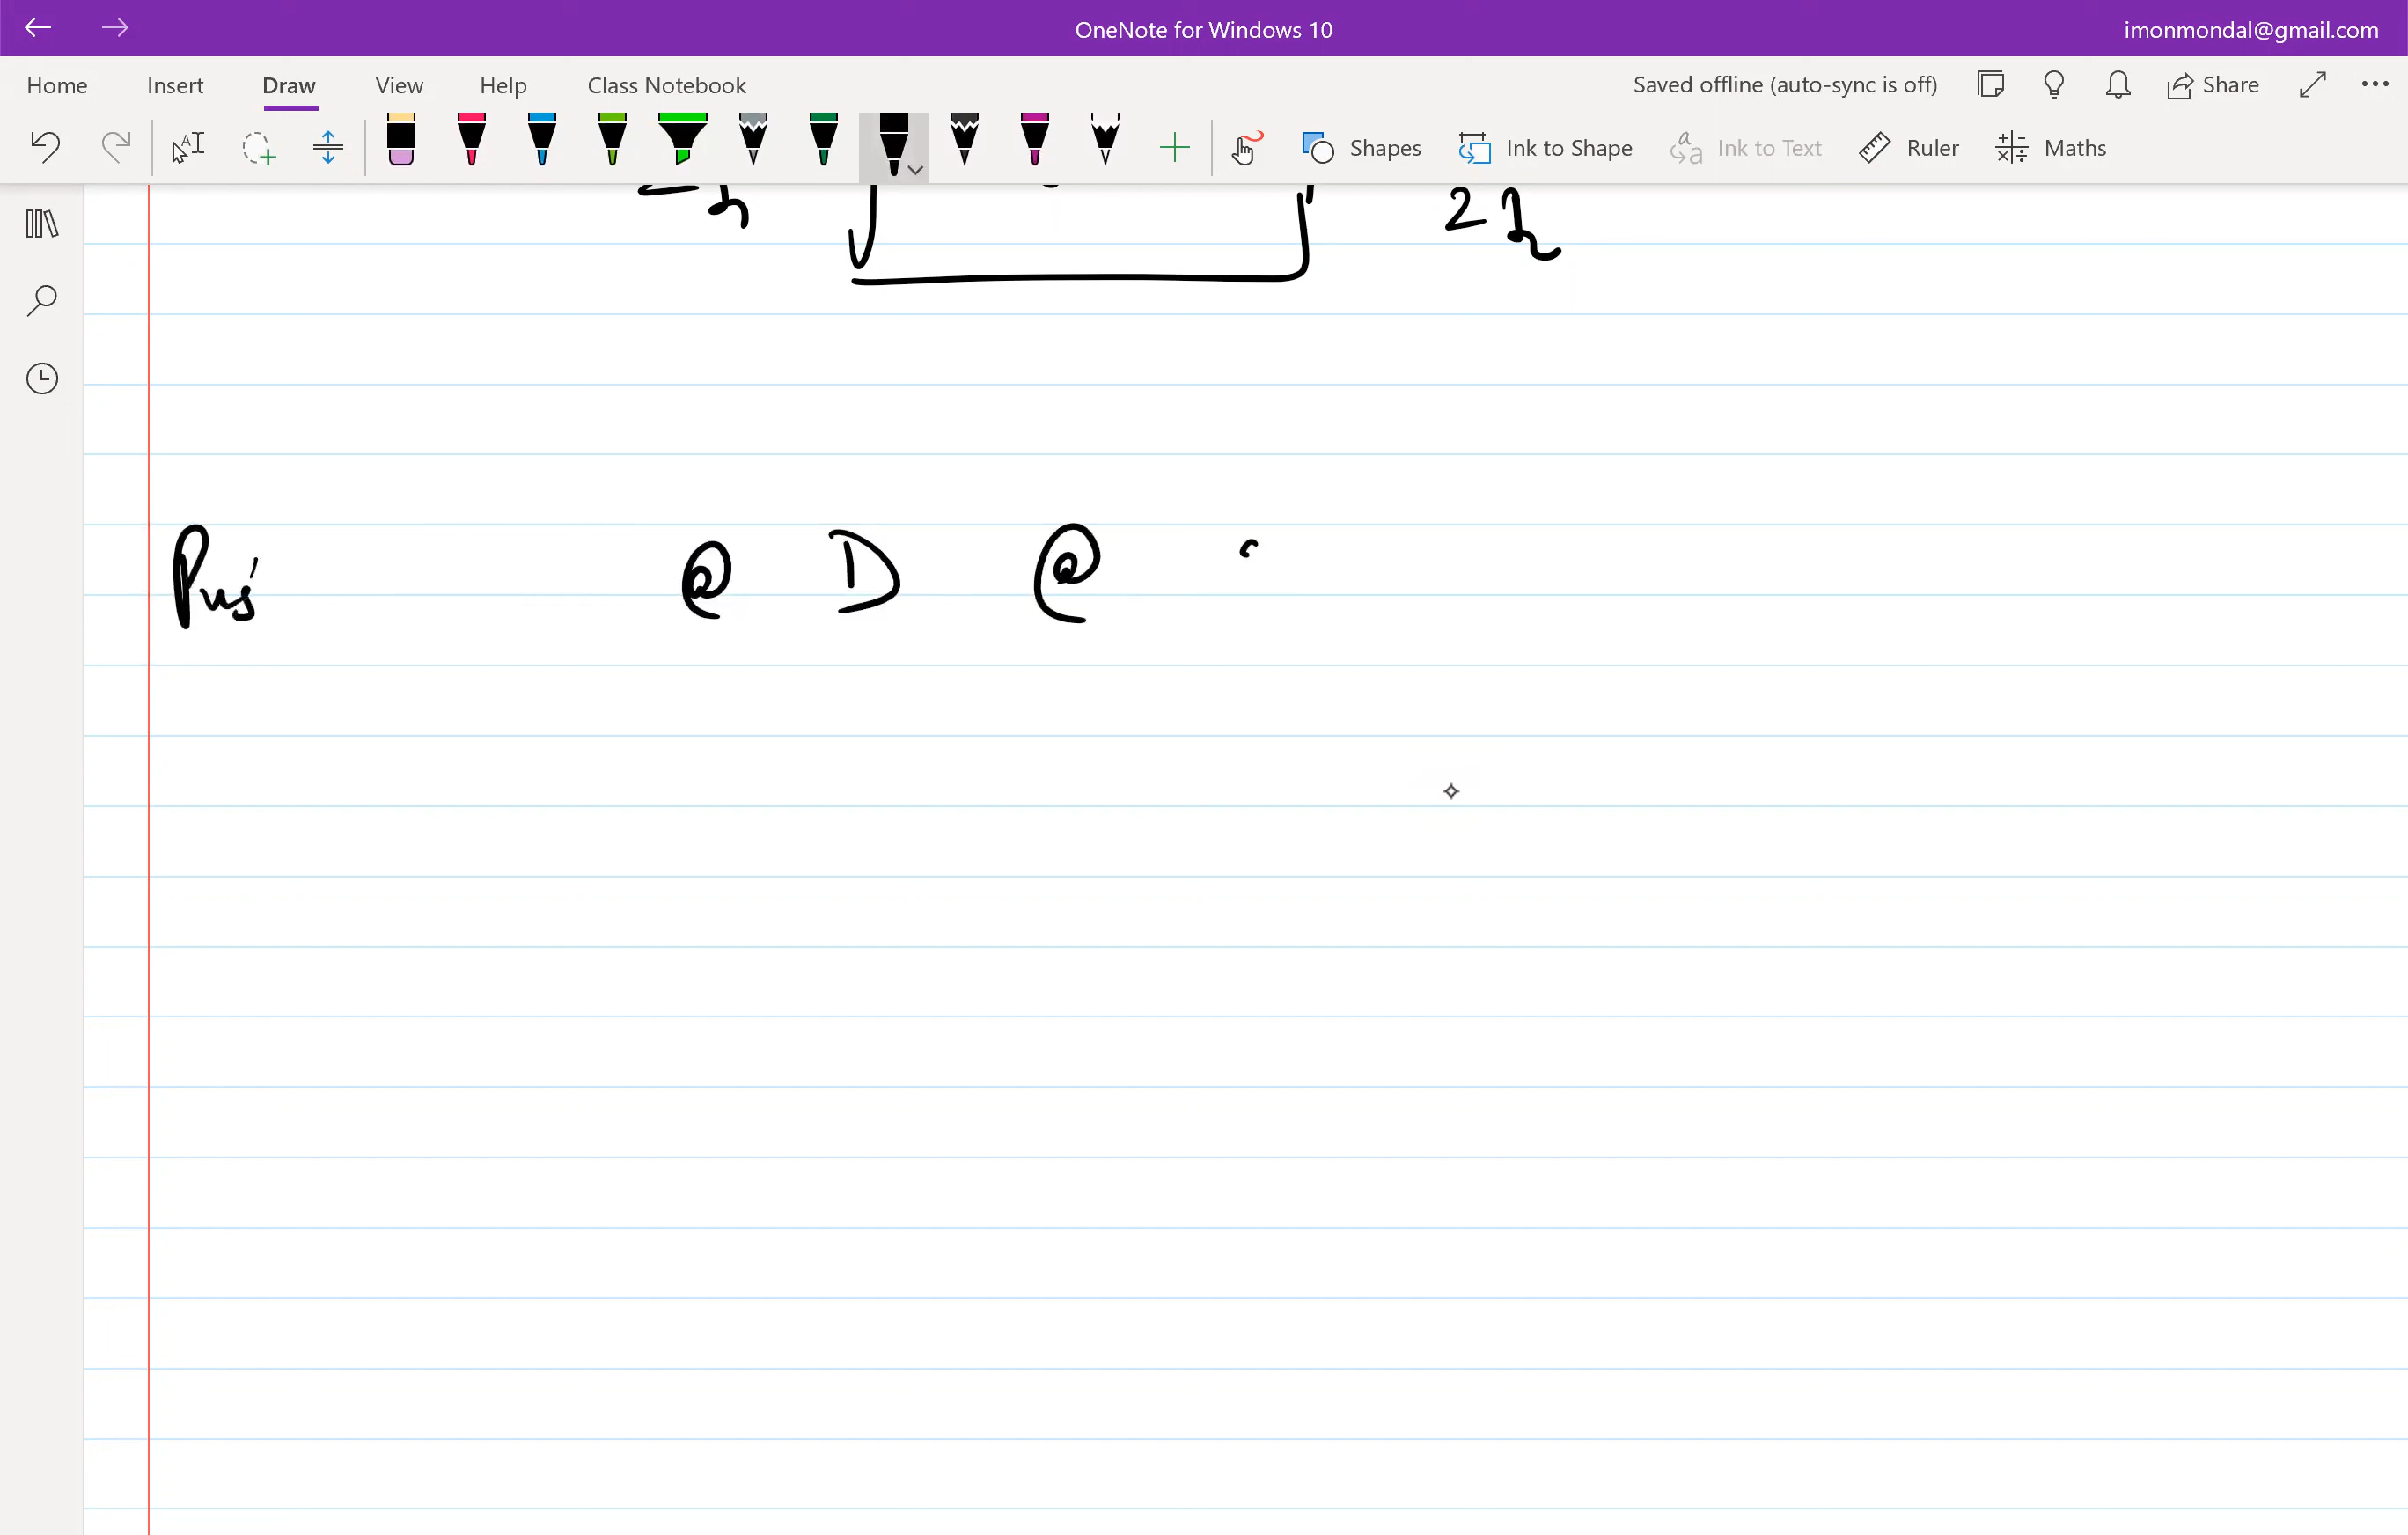 OneNote for Windows 10 imonmondal@gmail.com
Home Insert Draw View Help Class Notebook Saved offline (auto-sync is off) Share
Shapes Ink to Shape Ink to Text Ruler Maths
2
@ D @